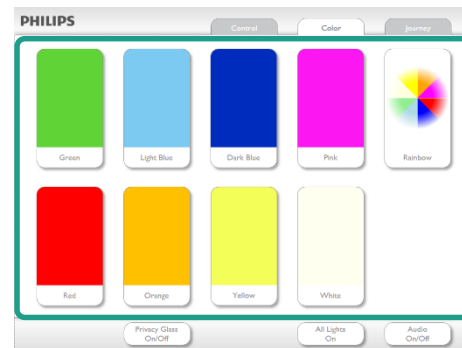 PHILIPS
Control
Color
Journey
Green
Light Blue
Dark Blue
Pink
Rainbow
Red
Orange
Yellow
White
Privacy Glass
On/Off
All Lights
On
Audio
On/Off